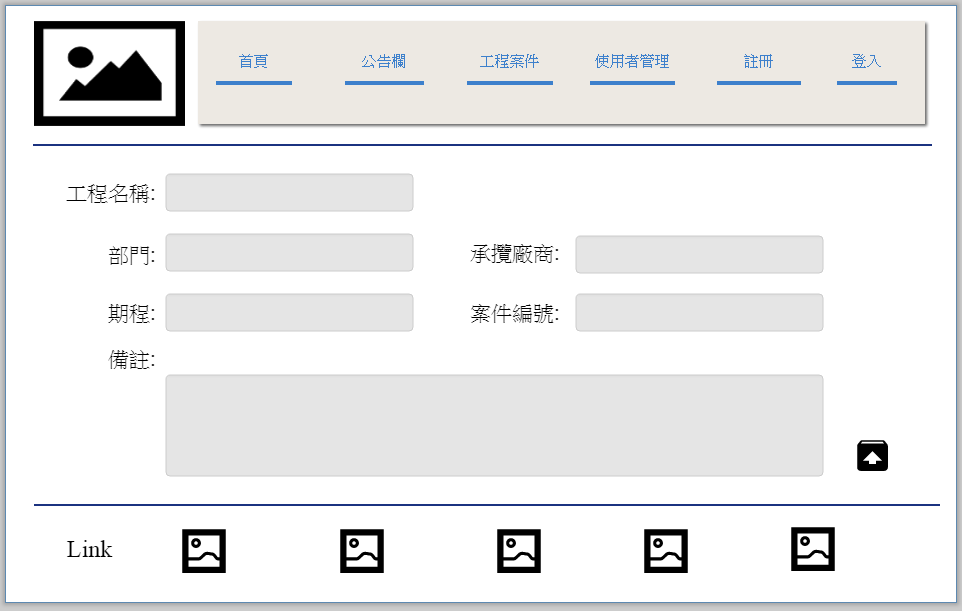 首頁 公告欄 工程案件 使用者管理 註冊 登入
工程名稱:
部門: 承攬廠商:
期程: 案件編號:
備註:
Link